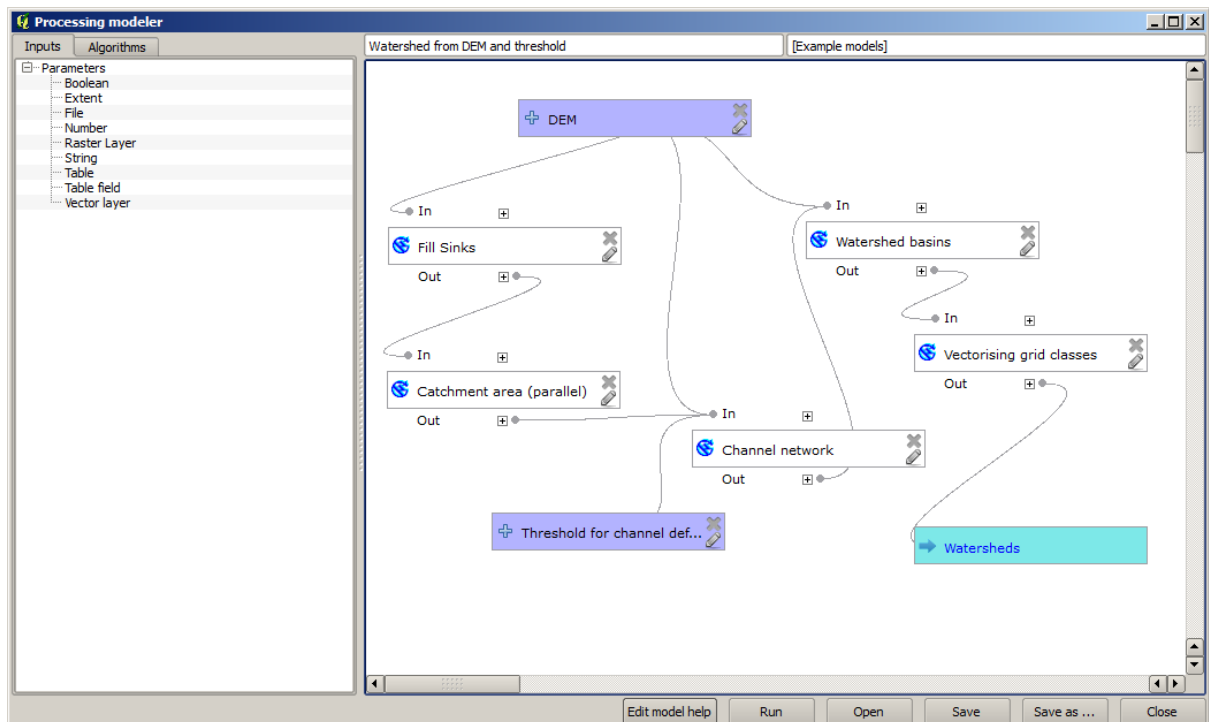 Processing modeler
Inputs Algorithms
Watershed from DEM and threshold
[Example models]
Parameters
Boolean
Extent
File
Number
Raster Layer
String
Table
Table field
Vector layer
DEM
In
Fill Sinks
Out
In
Watershed basins
Out
In
Catchment area (parallel)
Out
In
Vectorising grid classes
Out
In
Channel network
Out
Threshold for channel def...
Watersheds
Edit model help
Run
Open
Save
Save as ...
Close